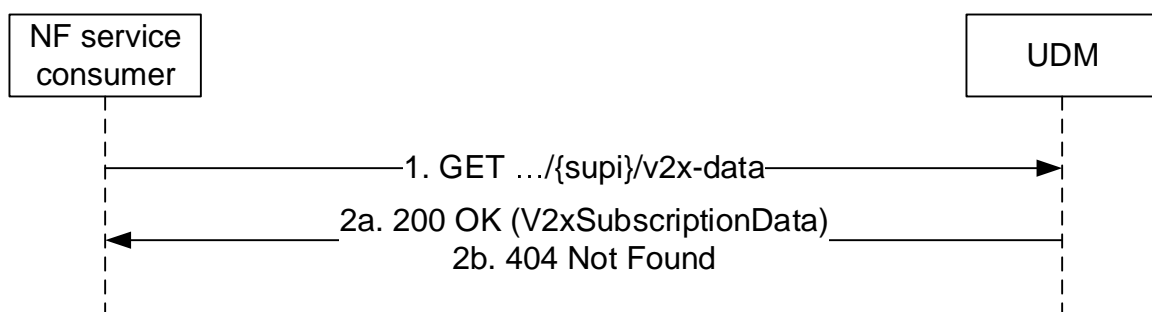 NF service
consumer
UDM
1. GET …/{supi}/v2x-data
2a. 200 OK (V2xSubscriptionData)
2b. 404 Not Found